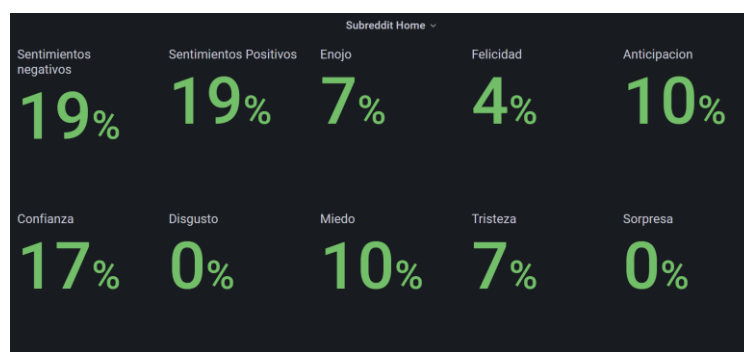 Subreddit Home
Sentimientos negativos
19%
Sentimientos Positivos
19%
Enojo
7%
Felicidad
4%
Anticipacion
10%
Confianza
17%
Disgusto
0%
Miedo
10%
Tristeza
7%
Sorpresa
0%